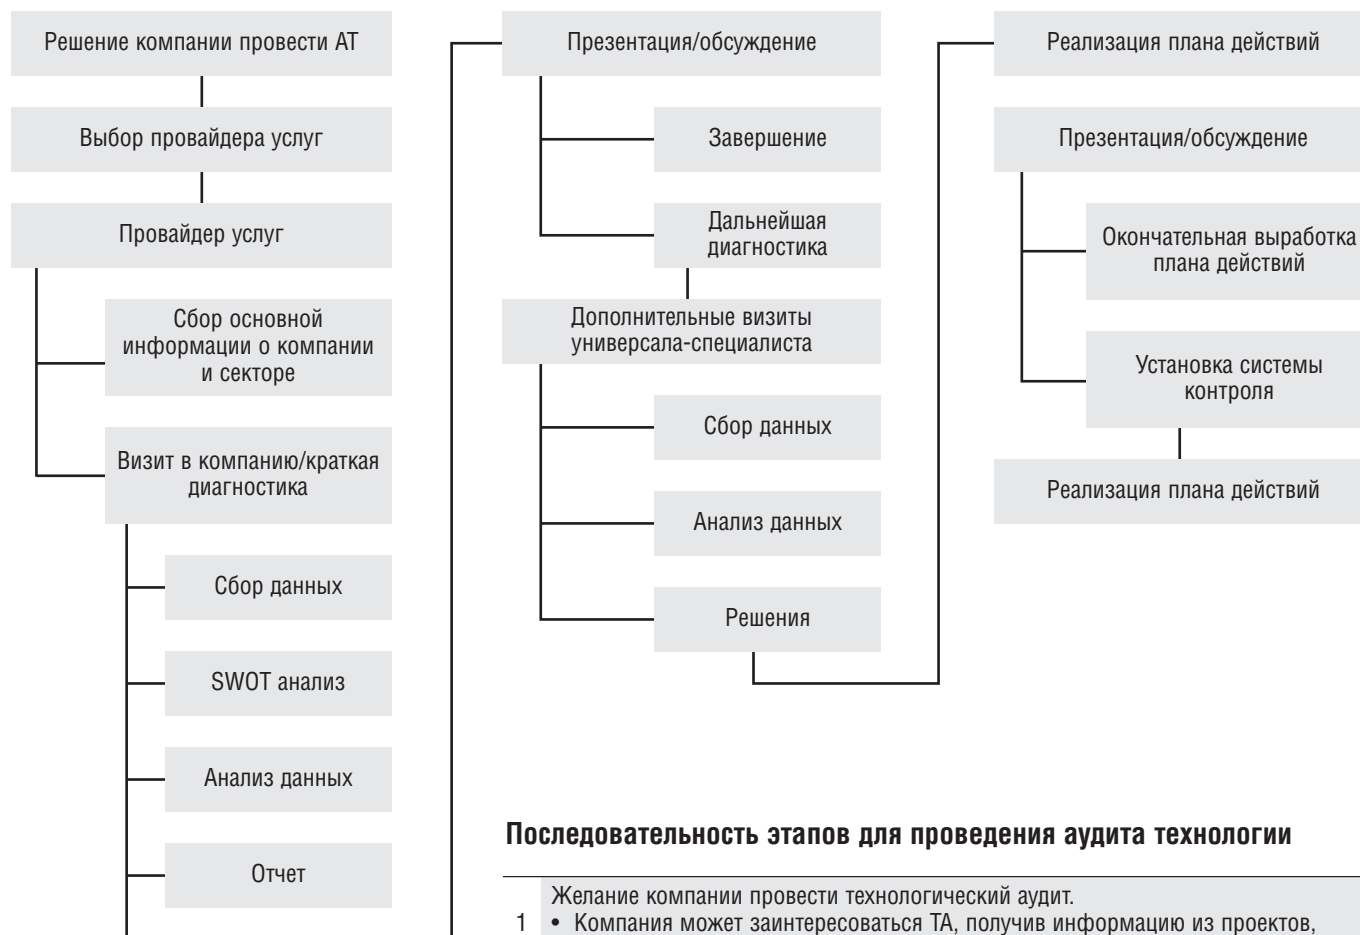 Решение компании провести АТ
Выбор провайдера услуг
Провайдер услуг
Сбор основной
информации о компании
и секторе
Визит в компанию/краткая
диагностика
Сбор данных
SWOT анализ
Анализ данных
Отчет
Презентация/обсуждение
Завершение
Дальнейшая
диагностика
Дополнительные визиты
универсала-специалиста
Сбор данных
Анализ данных
Решения
Реализация плана действий
Презентация/обсуждение
Окончательная выработка
плана действий
Установка системы
контроля
Реализация плана действий
Последовательность этапов для проведения аудита технологии
Желание компании провести технологический аудит.
1 • Компания может заинтересоваться ТА, получив информацию из проектов,